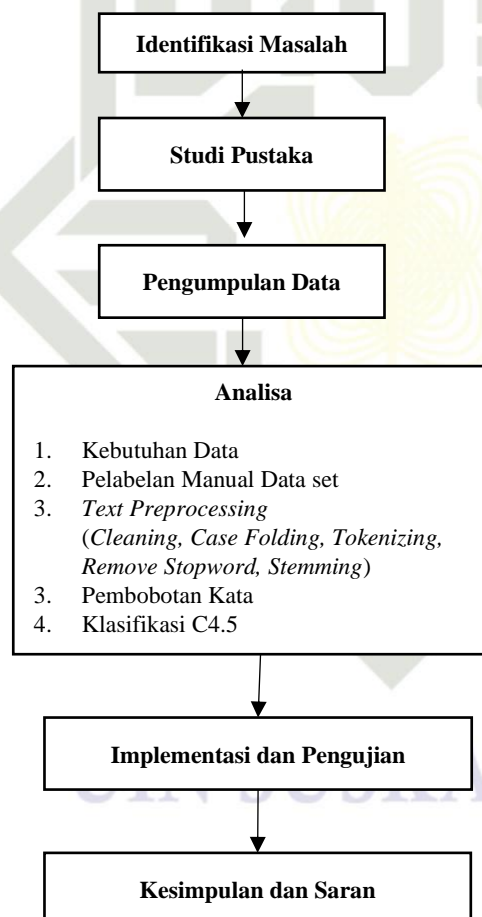 Identifikasi Masalah
Studi Pustaka
Pengumpulan Data
Analisa
1. Kebutuhan Data
2. Pelabelan Manual Data set
3. Text Preprocessing
(Cleaning, Case Folding, Tokenizing,
Remove Stopword, Stemming)
3. Pembobotan Kata
4. Klasifikasi C4.5
Implementasi dan Pengujian
Kesimpulan dan Saran